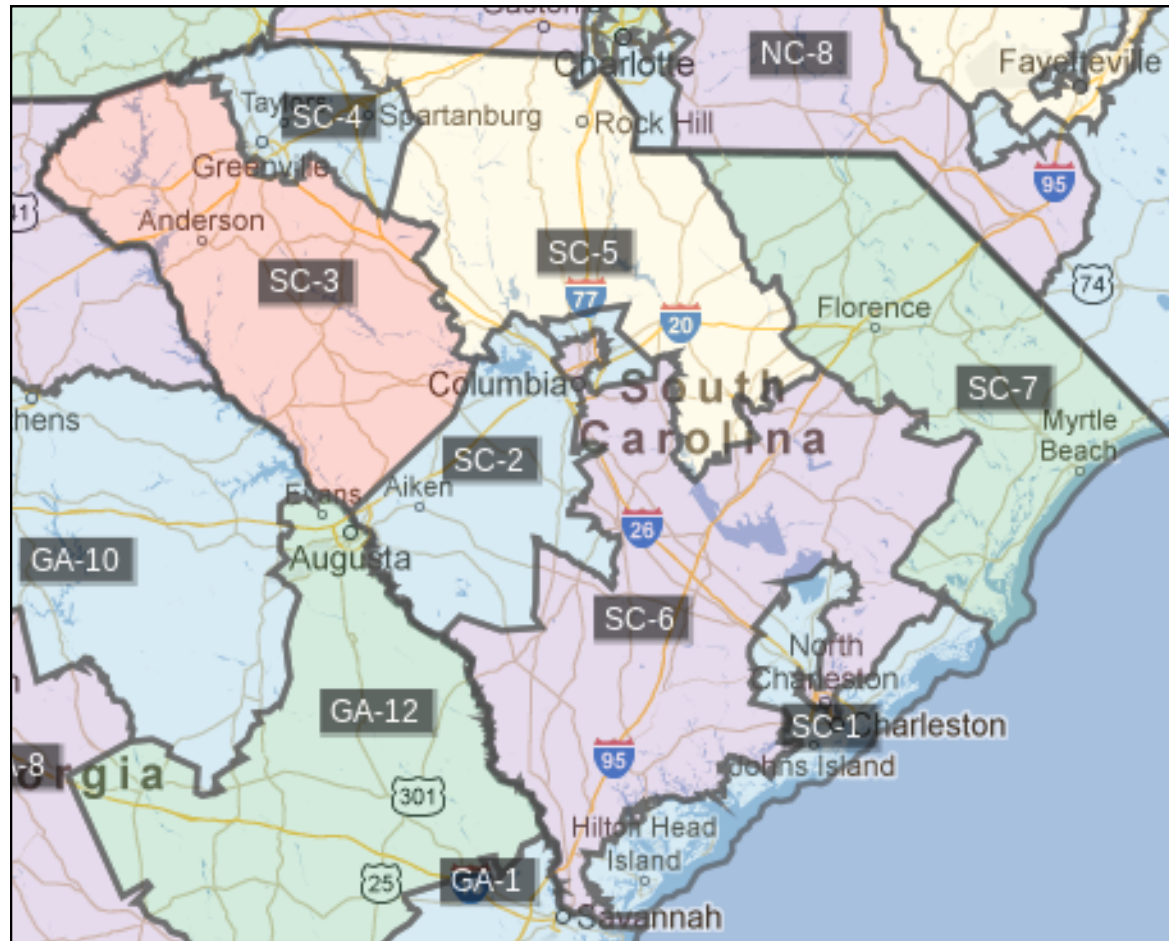 Charlotte
NC-8
Fayetteville
Taylors
SC-4
Spartanburg
Rock Hill
Greenville
95
41
Anderson
SC-5
SC-3
77
74
20
Florence
Columbia
South
SC-7
hens
Carolina
Myrtle
Beach
SC-2
Evans
Aiken
26
GA-10
Augusta
SC-6
North
Charleston
GA-12
SC-1
Charleston
95
-8
orgia
Johns Island
301
Hilton Head
Island
25
GA-1
Savannah